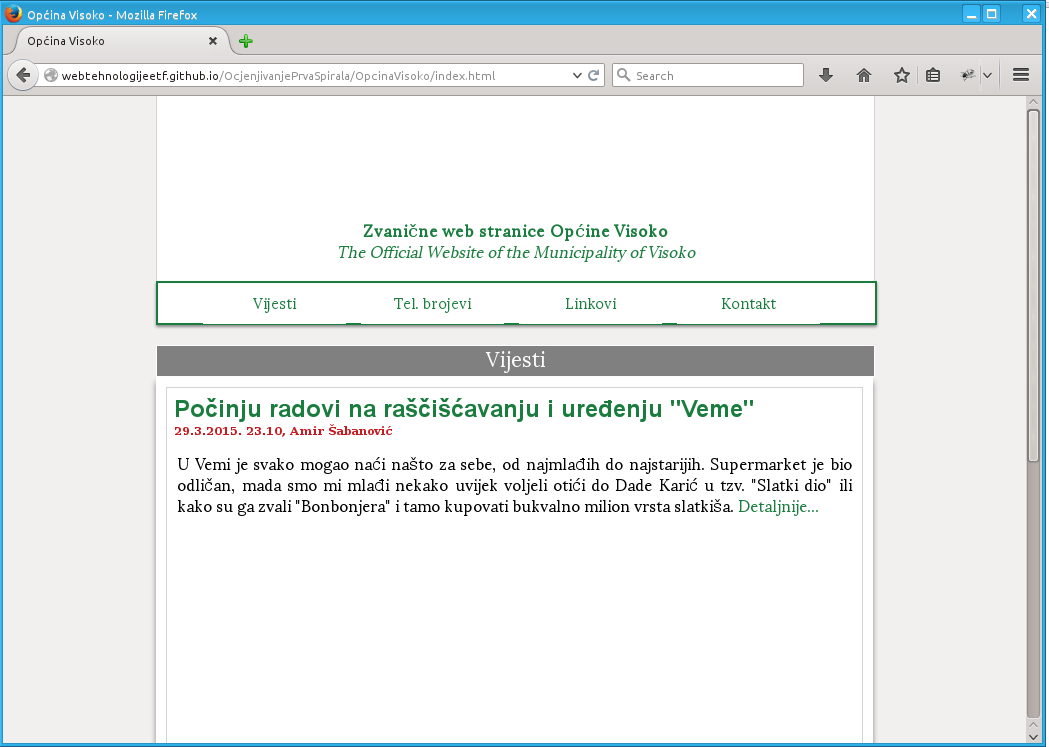 Općina Visoko - Mozilla Firefox
Općina Visoko
webtehnologijeetf.github.io/OcjenjivanjePrvaSpirala/OpcinaVisoko/index.html
Search
Zvanične web stranice Općine Visoko
The Official Website of the Municipality of Visoko
Vijesti Tel. brojevi Linkovi Kontakt
Vijesti
Počinju radovi na raščišćavanju i uređenju "Veme"
29.3.2015. 23.10, Amir Šabanović
U Vemi je svako mogao naći našto za sebe, od najmlađih do najstarijih. Supermarket je bio
odličan, mada smo mi mlađi nekako uvijek voljeli otići do Dade Karić u tzv. "Slatki dio" ili
kako su ga zvali "Bonbonjera" i tamo kupovati bukvalno milion vrsta slatkiša. Detaljnije...